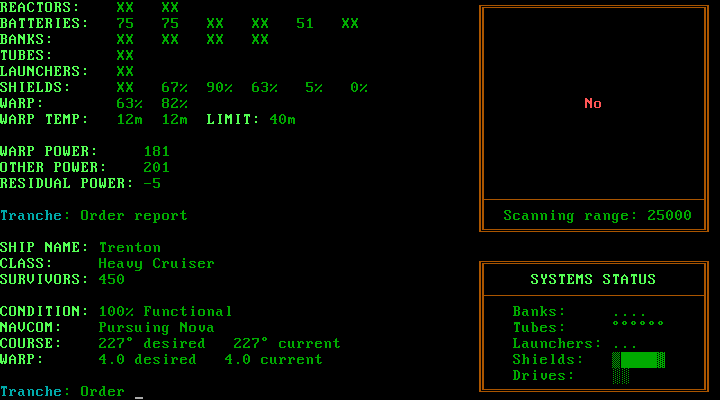 REACTORS: XX XX
BATTERIES: 75 75 XX XX 51 XX
BANKS: XX XX XX XX
TUBES: XX
LAUNCHERS: XX
SHIELDS: XX 67% 90% 63% 5% 0%
WARP: 63% 82%
WARP TEMP: 12m 12m LIMIT: 40m
WARP POWER: 181
OTHER POWER: 201
RESIDUAL POWER: -5
Tranche: Order report
SHIP NAME: Trenton
CLASS: Heavy Cruiser
SURVIVORS: 450
CONDITION: 100% Functional
NAVCOM: Pursuing Nova
COURSE: 227° desired 227° current
WARP: 4.0 desired 4.0 current
Tranche: Order _
No
Scanning range: 25000
SYSTEMS STATUS
Banks: ....
Tubes: °°°°°°
Launchers: ...
Shields:
Drives: